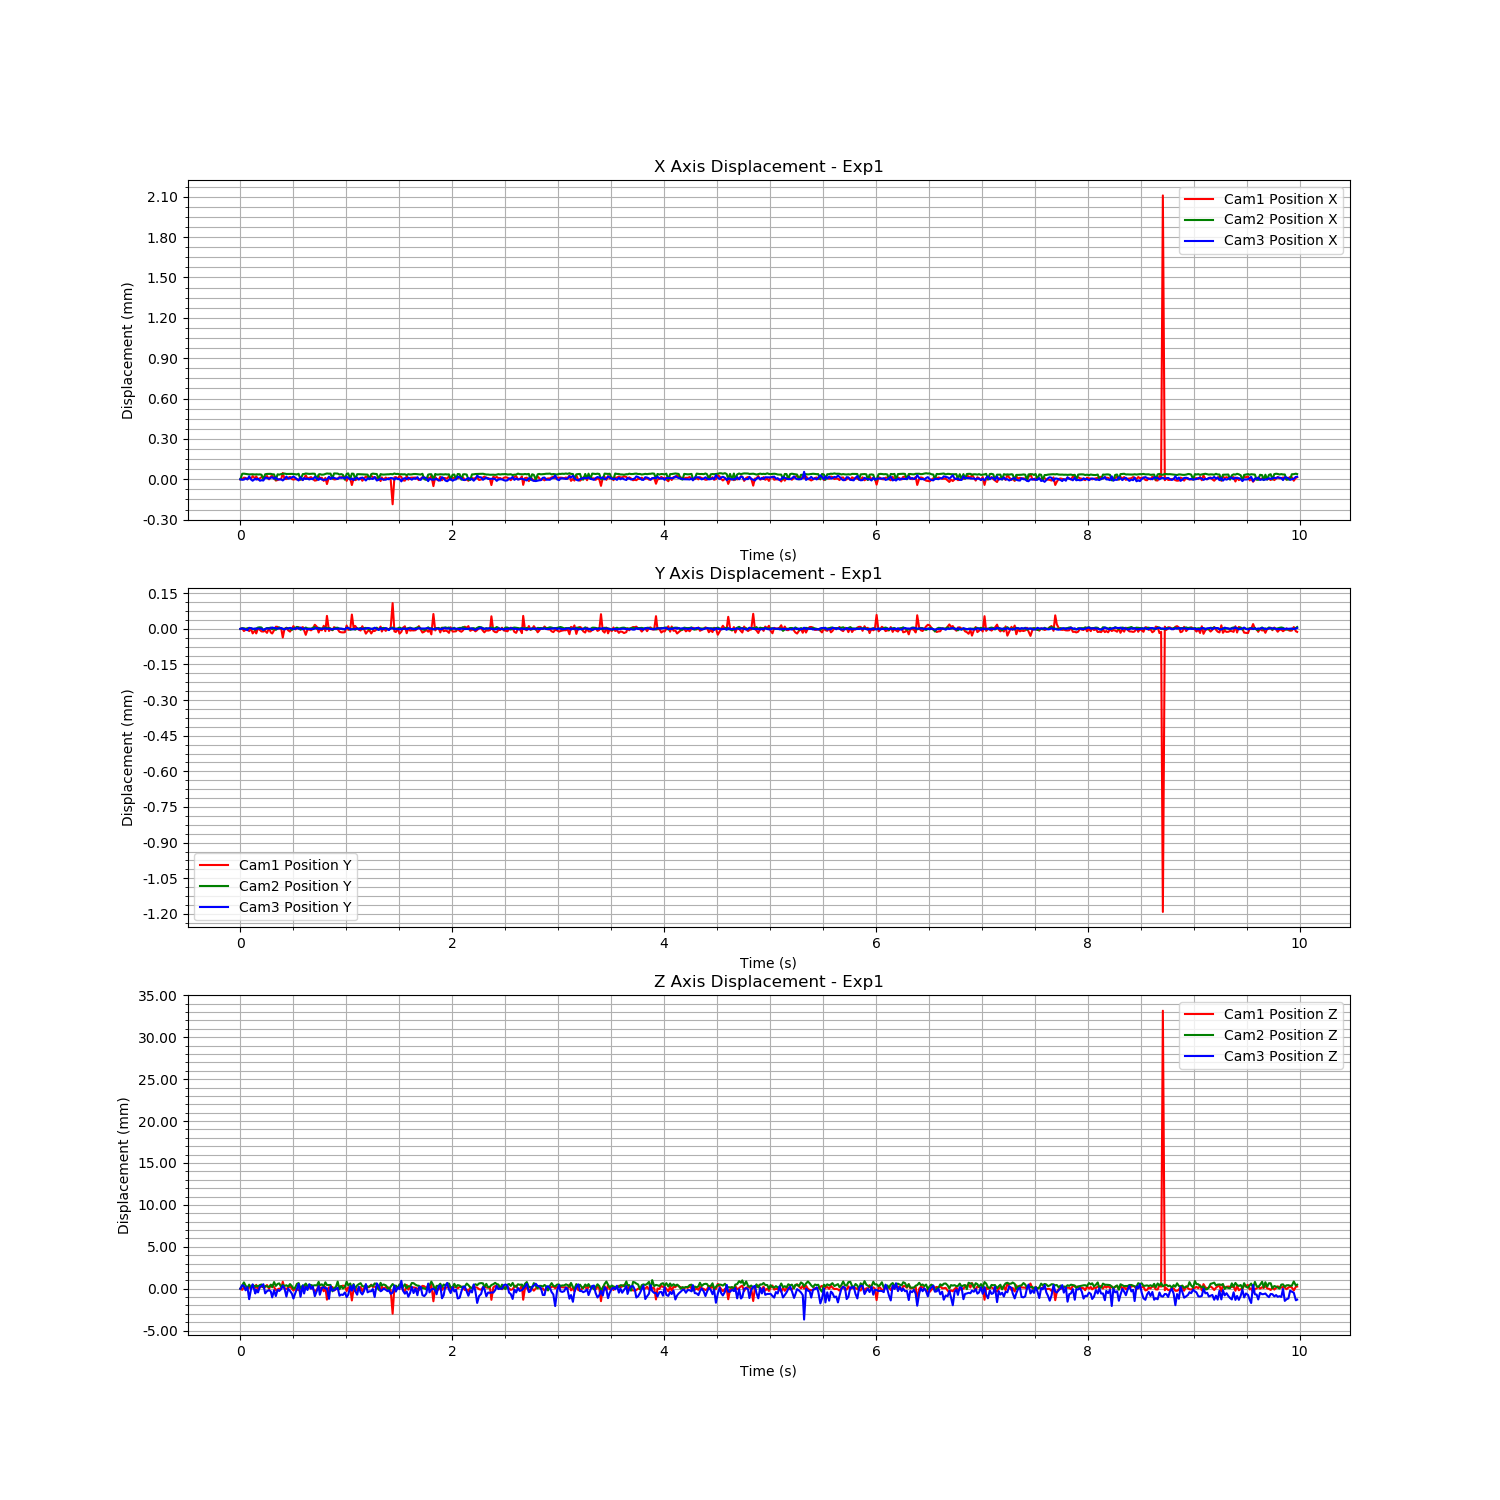 X Axis Displacement - Exp1
2.10
1.80
1.50
1.20
0.90
0.60
0.30
0.00
-0.30
Displacement (mm)
Cam1 Position X
Cam2 Position X
Cam3 Position X
0 2 4 6 8 10
Time (s)
Y Axis Displacement - Exp1
0.15
0.00
-0.15
-0.30
-0.45
-0.60
-0.75
-0.90
-1.05
-1.20
Displacement (mm)
Cam1 Position Y
Cam2 Position Y
Cam3 Position Y
0 2 4 6 8 10
Time (s)
Z Axis Displacement - Exp1
35.00
30.00
25.00
20.00
15.00
10.00
5.00
0.00
-5.00
Displacement (mm)
Cam1 Position Z
Cam2 Position Z
Cam3 Position Z
0 2 4 6 8 10
Time (s)